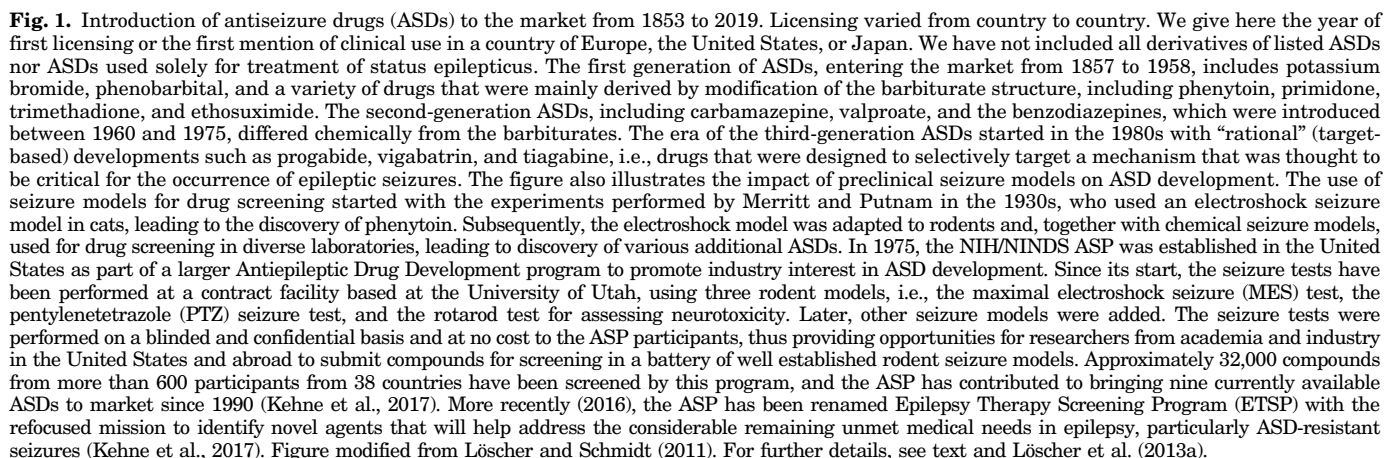 Fig. 1. Introduction of antiseizure drugs (ASDs) to the market from 1853 to 2019. Licensing varied from country to country. We give here the year of
first licensing or the first mention of clinical use in a country of Europe, the United States, or Japan. We have not included all derivatives of listed ASDs
nor ASDs used solely for treatment of status epilepticus. The first generation of ASDs, entering the market from 1857 to 1958, includes potassium
bromide, phenobarbital, and a variety of drugs that were mainly derived by modification of the barbiturate structure, including phenytoin, primidone,
trimethadione, and ethosuximide. The second-generation ASDs, including carbamazepine, valproate, and the benzodiazepines, which were introduced
between 1960 and 1975, differed chemically from the barbiturates. The era of the third-generation ASDs started in the 1980s with “rational” (target-
based) developments such as progabide, vigabatrin, and tiagabine, i.e., drugs that were designed to selectively target a mechanism that was thought to
be critical for the occurrence of epileptic seizures. The figure also illustrates the impact of preclinical seizure models on ASD development. The use of
seizure models for drug screening started with the experiments performed by Merritt and Putnam in the 1930s, who used an electroshock seizure
model in cats, leading to the discovery of phenytoin. Subsequently, the electroshock model was adapted to rodents and, together with chemical seizure models,
used for drug screening in diverse laboratories, leading to discovery of various additional ASDs. In 1975, the NIH/NINDS ASP was established in the United
States as part of a larger Antiepileptic Drug Development program to promote industry interest in ASD development. Since its start, the seizure tests have
been performed at a contract facility based at the University of Utah, using three rodent models, i.e., the maximal electroshock seizure (MES) test, the
pentylenetetrazole (PTZ) seizure test, and the rotarod test for assessing neurotoxicity. Later, other seizure models were added. The seizure tests were
performed on a blinded and confidential basis and at no cost to the ASP participants, thus providing opportunities for researchers from academia and industry
in the United States and abroad to submit compounds for screening in a battery of well established rodent seizure models. Approximately 32,000 compounds
from more than 600 participants from 38 countries have been screened by this program, and the ASP has contributed to bringing nine currently available
ASDs to market since 1990 (Kehne et al., 2017). More recently (2016), the ASP has been renamed Epilepsy Therapy Screening Program (ETSP) with the
refocused mission to identify novel agents that will help address the considerable remaining unmet medical needs in epilepsy, particularly ASD-resistant
seizures (Kehne et al., 2017). Figure modified from Löscher and Schmidt (2011). For further details, see text and Löscher et al. (2013a).